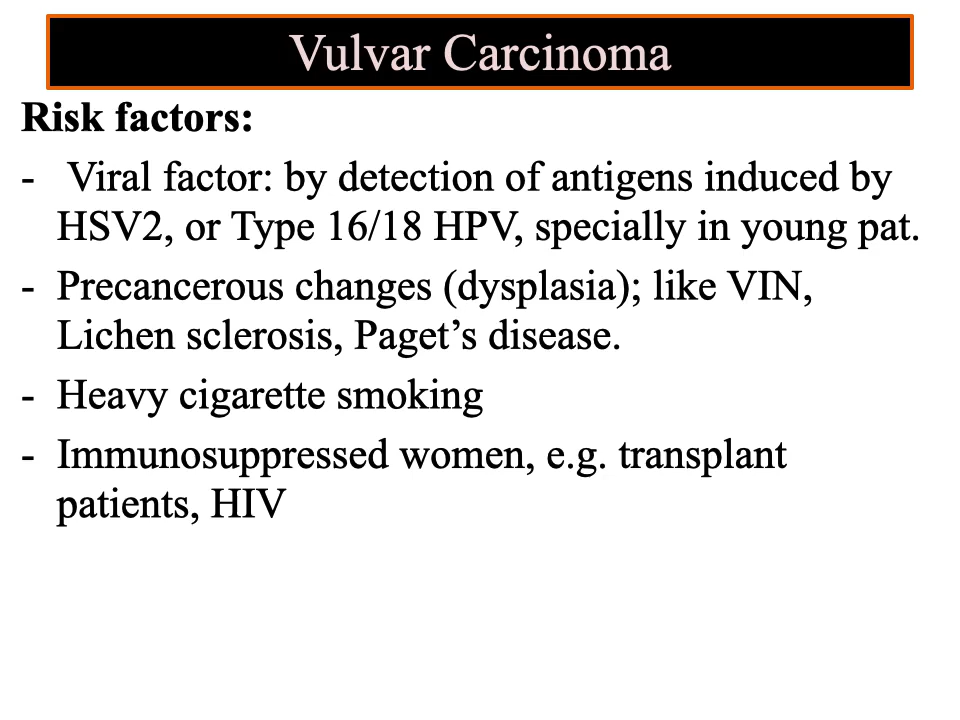 Vulvar Carcinoma
Risk factors:
- Viral factor: by detection of antigens induced by
HSV2, or Type 16/18 HPV, specially in young pat.
- Precancerous changes (dysplasia); like VIN,
Lichen sclerosis, Paget’s disease.
- Heavy cigarette smoking
- Immunosuppressed women, e.g. transplant
patients, HIV